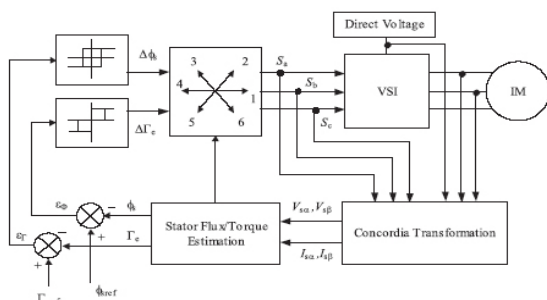 Direct Voltage
Δϕs
3 2
4 1
5 6
Sa
Sb
Sc
VSI
IM
ΔΓe
εΓ
εΦ
ϕs
Γe
Stator Flux/Torque
Estimation
Vsα,Vsβ
Isα,Isβ
Concordia Transformation
− +
− +
ϕsref